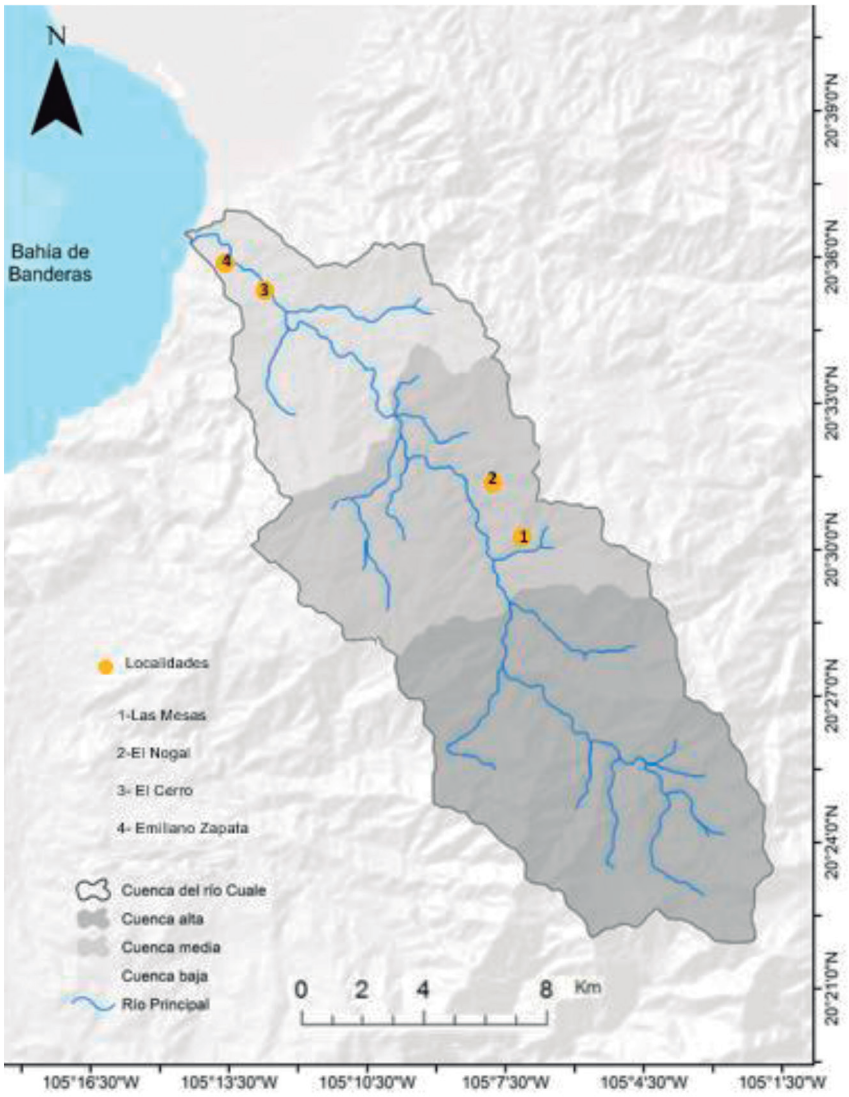 N
Bahía de
Banderas
4
3
2
1
Localidades
1-Las Mesas
2-El Nogal
3- El Cerro
4- Emiliano Zapata
Cuenca del río Cuale
Cuenca alta
Cuenca media
Cuenca baja
Río Principal
0 2 4 8 Km
20°39'0"N
20°36'0"N
20°33'0"N
20°30'0"N
20°27'0"N
20°24'0"N
20°21'0"N
105°16'30"W 105°13'30"W 105°10'30"W 105°7'30"W 105°4'30"W 105°1'30"W